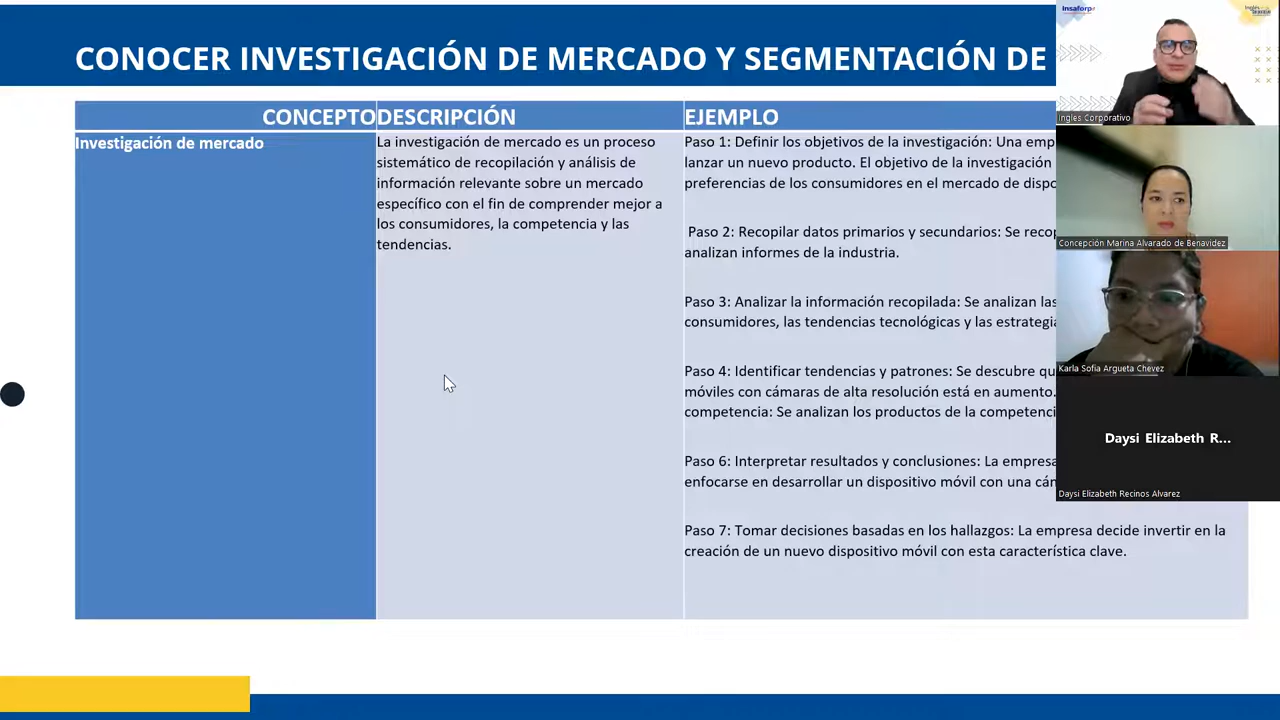 CONOCER INVESTIGACIÓN DE MERCADO Y SEGMENTACIÓN DE
CONCEPTO DESCRIPCIÓN EJEMPLO
Investigación de mercado
La investigación de mercado es un proceso
sistemático de recopilación y análisis de
información relevante sobre un mercado
específico con el fin de comprender mejor a
los consumidores, la competencia y las
tendencias.
Paso 1: Definir los objetivos de la investigación: Una emp
lanzar un nuevo producto. El objetivo de la investigación
preferencias de los consumidores en el mercado de dispo
Paso 2: Recopilar datos primarios y secundarios: Se recop
analizan informes de la industria.
Paso 3: Analizar la información recopilada: Se analizan las
consumidores, las tendencias tecnológicas y las estrategia
Paso 4: Identificar tendencias y patrones: Se descubre qu
móviles con cámaras de alta resolución está en aumento.
competencia: Se analizan los productos de la competenci
Paso 6: Interpretar resultados y conclusiones: La empresa
enfocarse en desarrollar un dispositivo móvil con una cám
Paso 7: Tomar decisiones basadas en los hallazgos: La empresa decide invertir en la
creación de un nuevo dispositivo móvil con esta característica clave.
insaforp
Ingles Corporativo
Concepción Marina Alvarado de Benavidez
Karla Sofia Argueta Chevez
Daysi Elizabeth R...
Daysi Elizabeth Recinos Alvarez